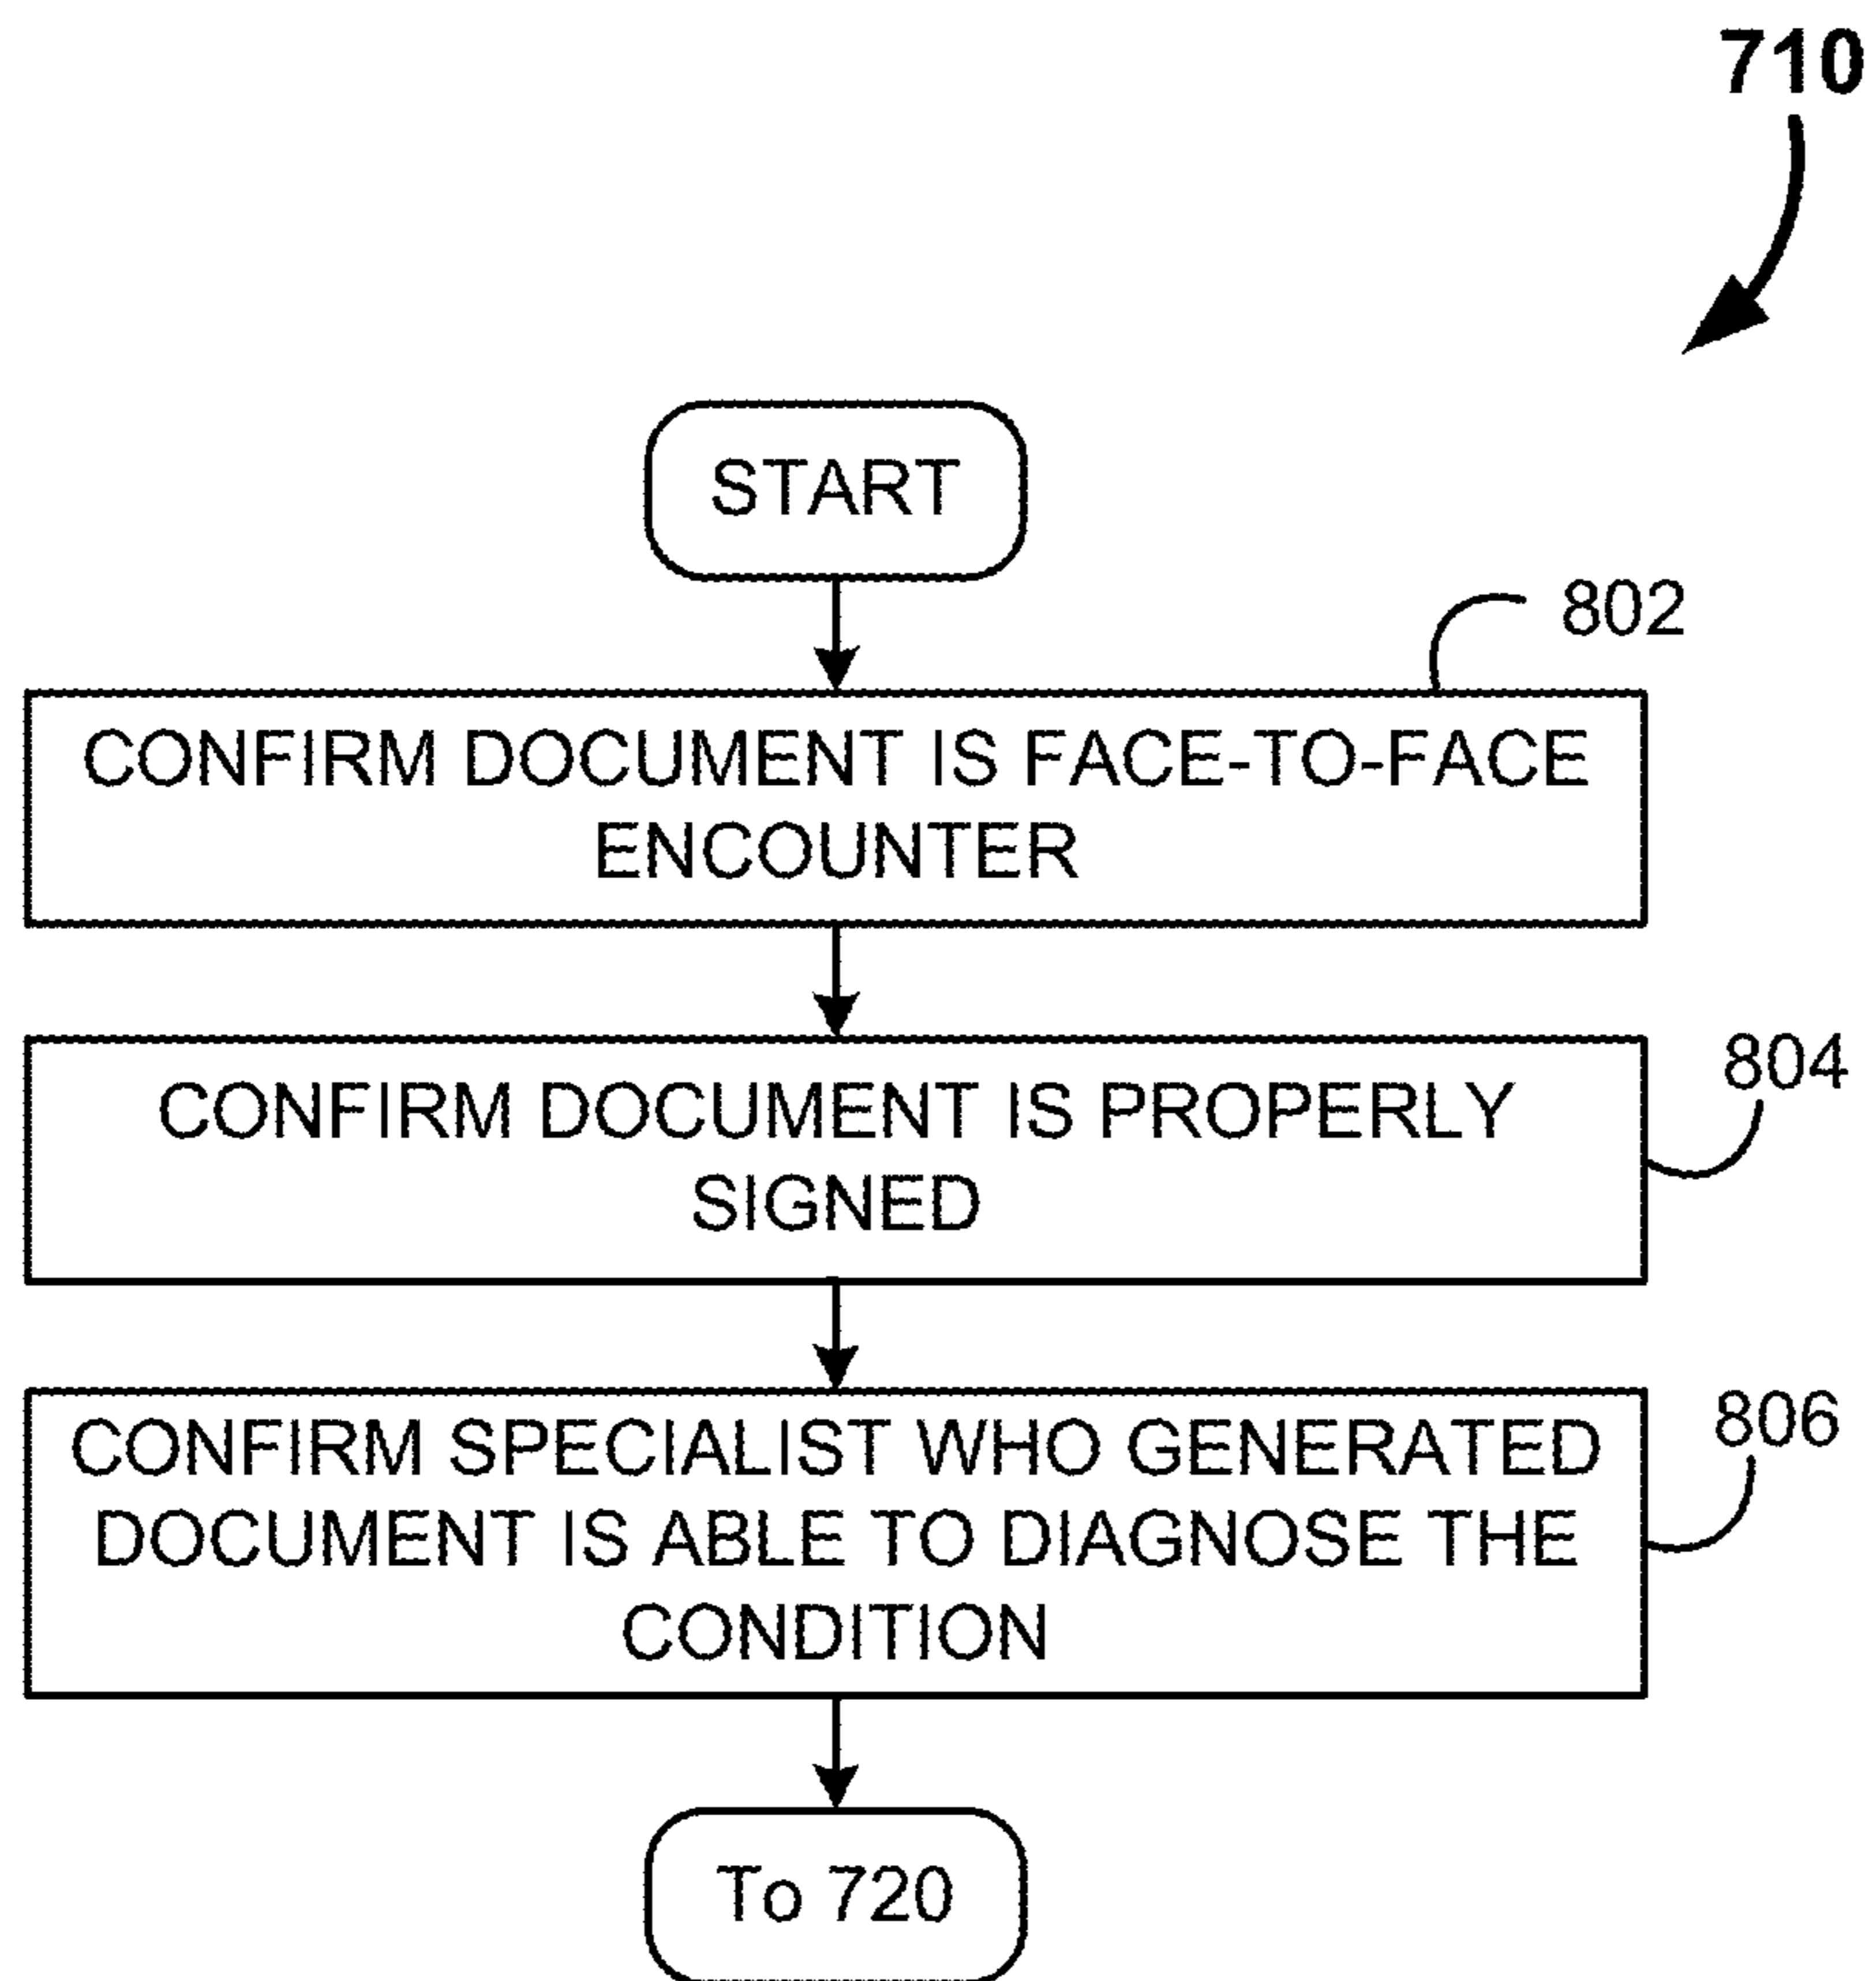 710
START
802
CONFIRM DOCUMENT IS FACE-TO-FACE
ENCOUNTER
804
CONFIRM DOCUMENT IS PROPERLY
SIGNED
806
CONFIRM SPECIALIST WHO GENERATED
DOCUMENT IS ABLE TO DIAGNOSE THE
CONDITION
To 720